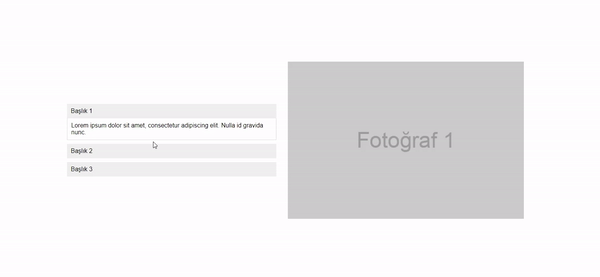 Başlık 1
Lorem ipsum dolor sit amet, consectetur adipiscing elit. Nulla id gravida
nunc.
Başlık 2
Başlık 3
Fotoğraf 1